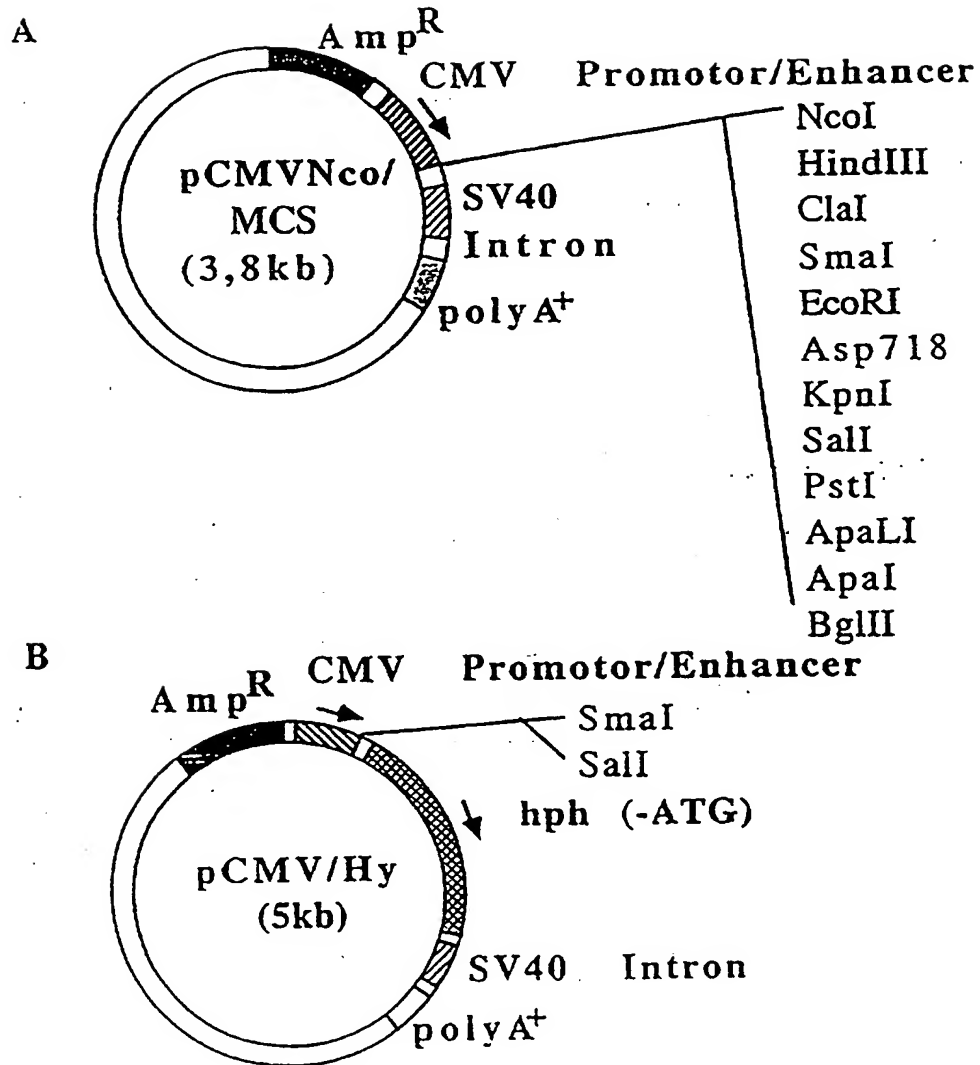 A
AmpR
CMV Promotor/Enhancer
NcoI
HindIII
ClaI
SmaI
EcoRI
Asp718
KpnI
SalI
PstI
ApaLI
ApaI
BglII
pCMVNco/
MCS
(3,8kb)
SV40
Intron
polyA+
B
AmpR
CMV Promotor/Enhancer
SmaI
SalI
hph (-ATG)
pCMV/Hy
(5kb)
SV40 Intron
polyA+